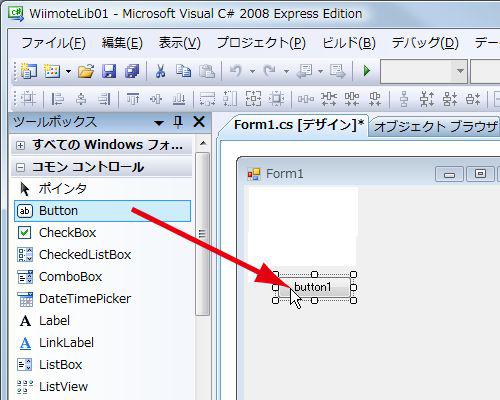 WiimoteLib01 - Microsoft Visual C# 2008 Express Edition
ファイル(F) 編集(E) 表示(V) プロジェクト(P) ビルド(B) デバッグ(D) デー
ツールボックス
Form1.cs [デザイン]* オブジェクト ブラウザ
すべての Windows フォ...
コモン コントロール
Form1
ポインタ
Button
CheckBox
CheckedListBox
ComboBox
button1
DateTimePicker
Label
LinkLabel
ListBox
ListView